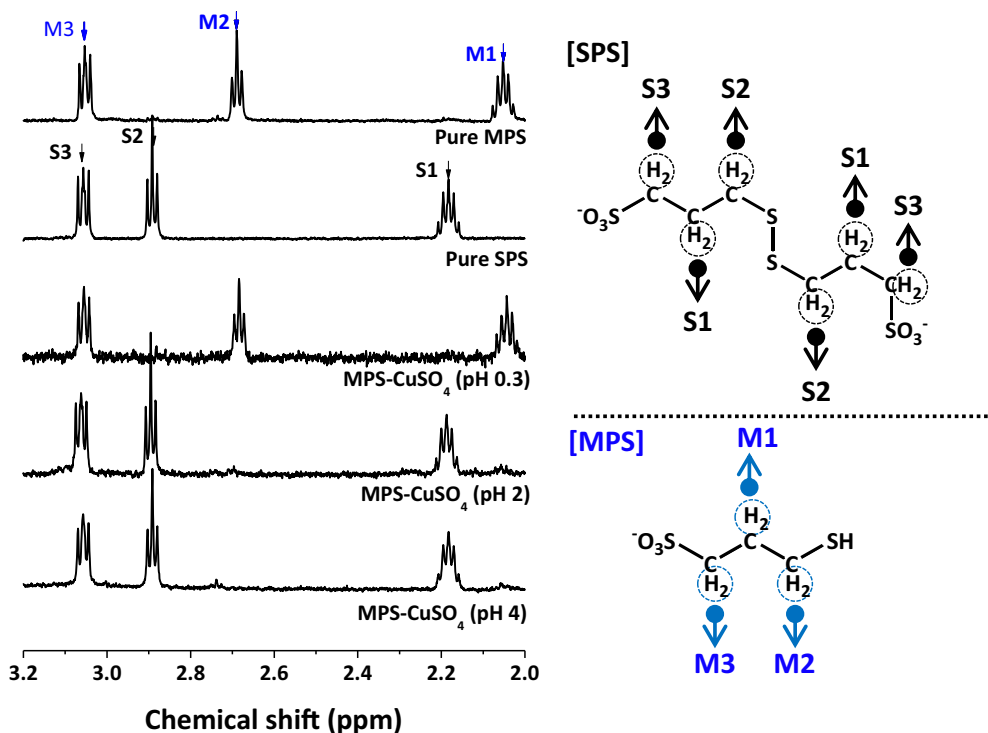 M3
M2
M1
Pure MPS
S3
S2
S1
Pure SPS
MPS-CuSO₄ (pH 0.3)
MPS-CuSO₄ (pH 2)
MPS-CuSO₄ (pH 4)
3.2 3.0 2.8 2.6 2.4 2.2 2.0
Chemical shift (ppm)
[SPS]
S3 S2
S1
S3
H₂ H₂
C C
⁻O₃S
C
H₂
S
S
H₂
C
C CH₂
H₂
SO₃⁻
S1
S2
[MPS]
M1
H₂
⁻O₃S C SH
C C
H₂ H₂
M3 M2